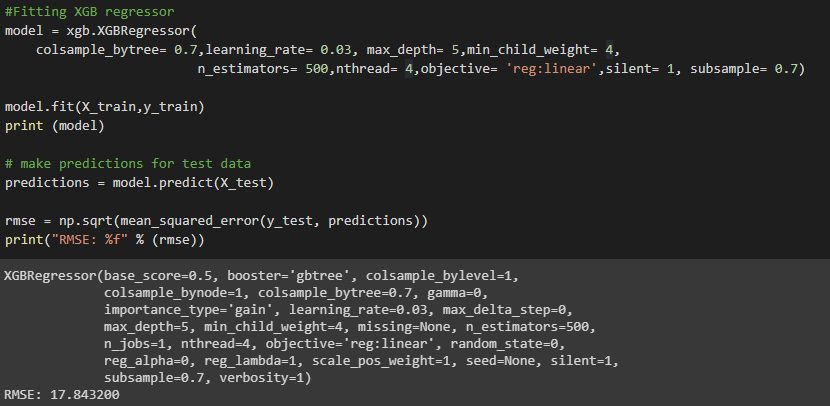 #Fitting XGB regressor
model = xgb.XGBRegressor(
colsample_bytree= 0.7,learning_rate= 0.03, max_depth= 5,min_child_weight= 4,
n_estimators= 500,nthread= 4,objective= 'reg:linear',silent= 1, subsample= 0.7)
model.fit(X_train,y_train)
print (model)
# make predictions for test data
predictions = model.predict(X_test)
rmse = np.sqrt(mean_squared_error(y_test, predictions))
print("RMSE: %f" % (rmse))
XGBRegressor(base_score=0.5, booster='gbtree', colsample_bylevel=1,
colsample_bynode=1, colsample_bytree=0.7, gamma=0,
importance_type='gain', learning_rate=0.03, max_delta_step=0,
max_depth=5, min_child_weight=4, missing=None, n_estimators=500,
n_jobs=1, nthread=4, objective='reg:linear', random_state=0,
reg_alpha=0, reg_lambda=1, scale_pos_weight=1, seed=None, silent=1,
subsample=0.7, verbosity=1)
RMSE: 17.843200